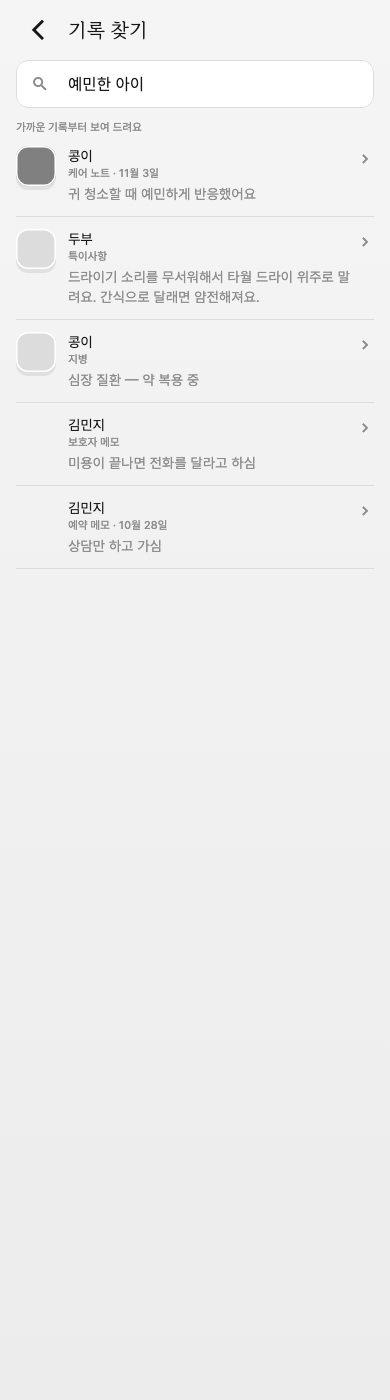 기록 찾기
예민한 아이
가까운 기록부터 보여 드려요
콩이
케어 노트 · 11월 3일
귀 청소할 때 예민하게 반응했어요
두부
특이사항
드라이기 소리를 무서워해서 타월 드라이 위주로 말
려요. 간식으로 달래면 얌전해져요.
콩이
지병
심장 질환 — 약 복용 중
김민지
보호자 메모
미용이 끝나면 전화를 달라고 하심
김민지
예약 메모 · 10월 28일
상담만 하고 가심